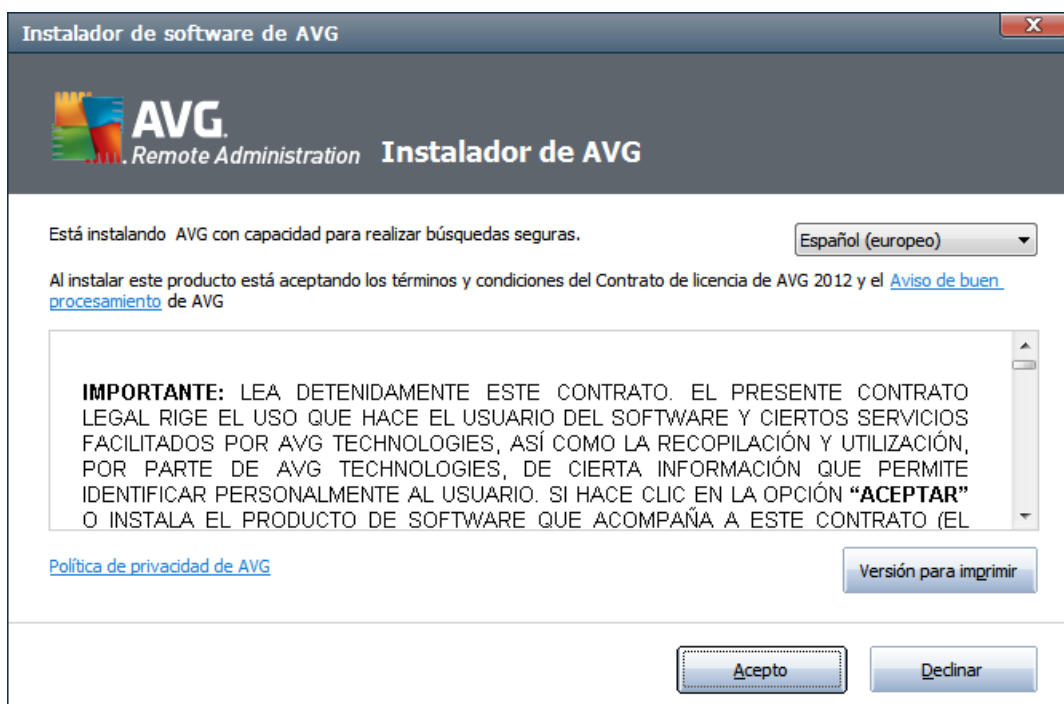 Instalador de software de AVG
AVG.
Remote Administration
Instalador de AVG
Está instalando  AVG con capacidad para realizar búsquedas seguras.
Español (europeo)
Al instalar este producto está aceptando los términos y condiciones del Contrato de licencia de AVG 2012 y el Aviso de buen
procesamiento de AVG
IMPORTANTE: LEA DETENIDAMENTE ESTE CONTRATO. EL PRESENTE CONTRATO
LEGAL RIGE EL USO QUE HACE EL USUARIO DEL SOFTWARE Y CIERTOS SERVICIOS
FACILITADOS POR AVG TECHNOLOGIES, ASÍ COMO LA RECOPILACIÓN Y UTILIZACIÓN,
POR PARTE DE AVG TECHNOLOGIES, DE CIERTA INFORMACIÓN QUE PERMITE
IDENTIFICAR PERSONALMENTE AL USUARIO. SI HACE CLIC EN LA OPCIÓN “ACEPTAR”
O INSTALA EL PRODUCTO DE SOFTWARE QUE ACOMPAÑA A ESTE CONTRATO (EL
Política de privacidad de AVG
Versión para imprimir
Acepto
Declinar